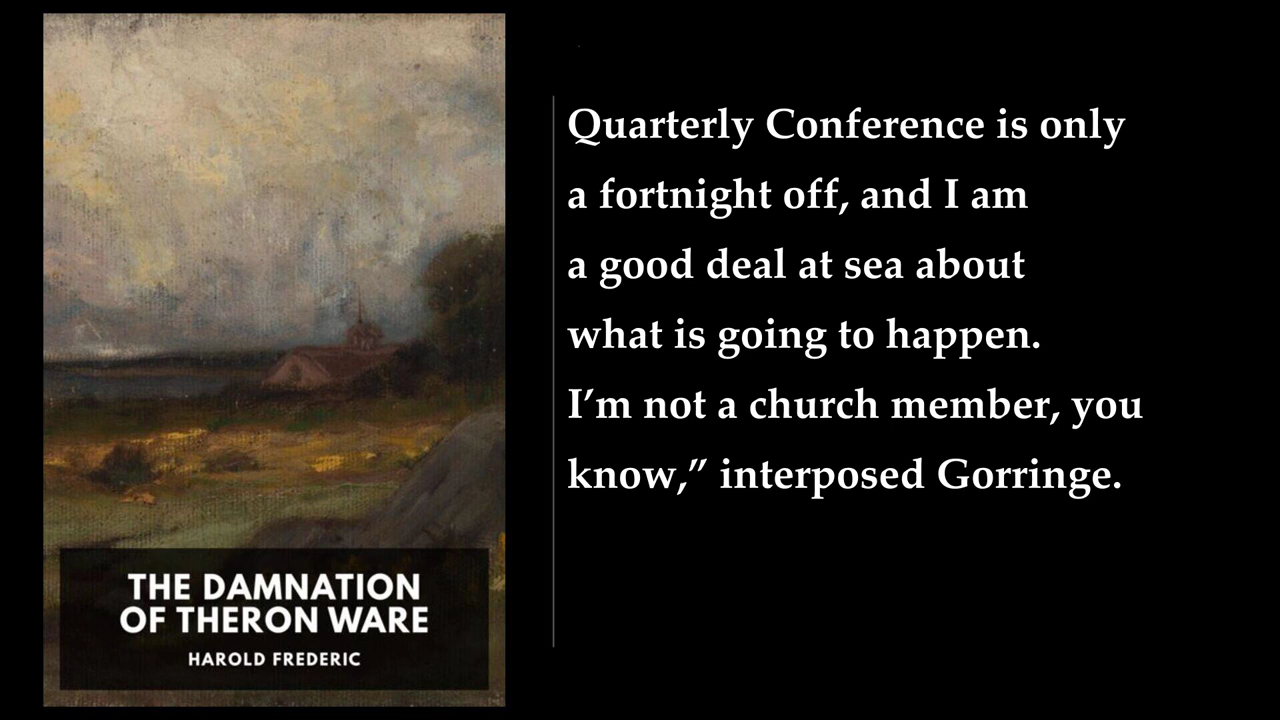 Quarterly Conference is only
a fortnight off, and I am
a good deal at sea about
what is going to happen.
I’m not a church member, you
know,” interposed Gorringe.
THE DAMNATION
OF THERON WARE
HAROLD FREDERIC